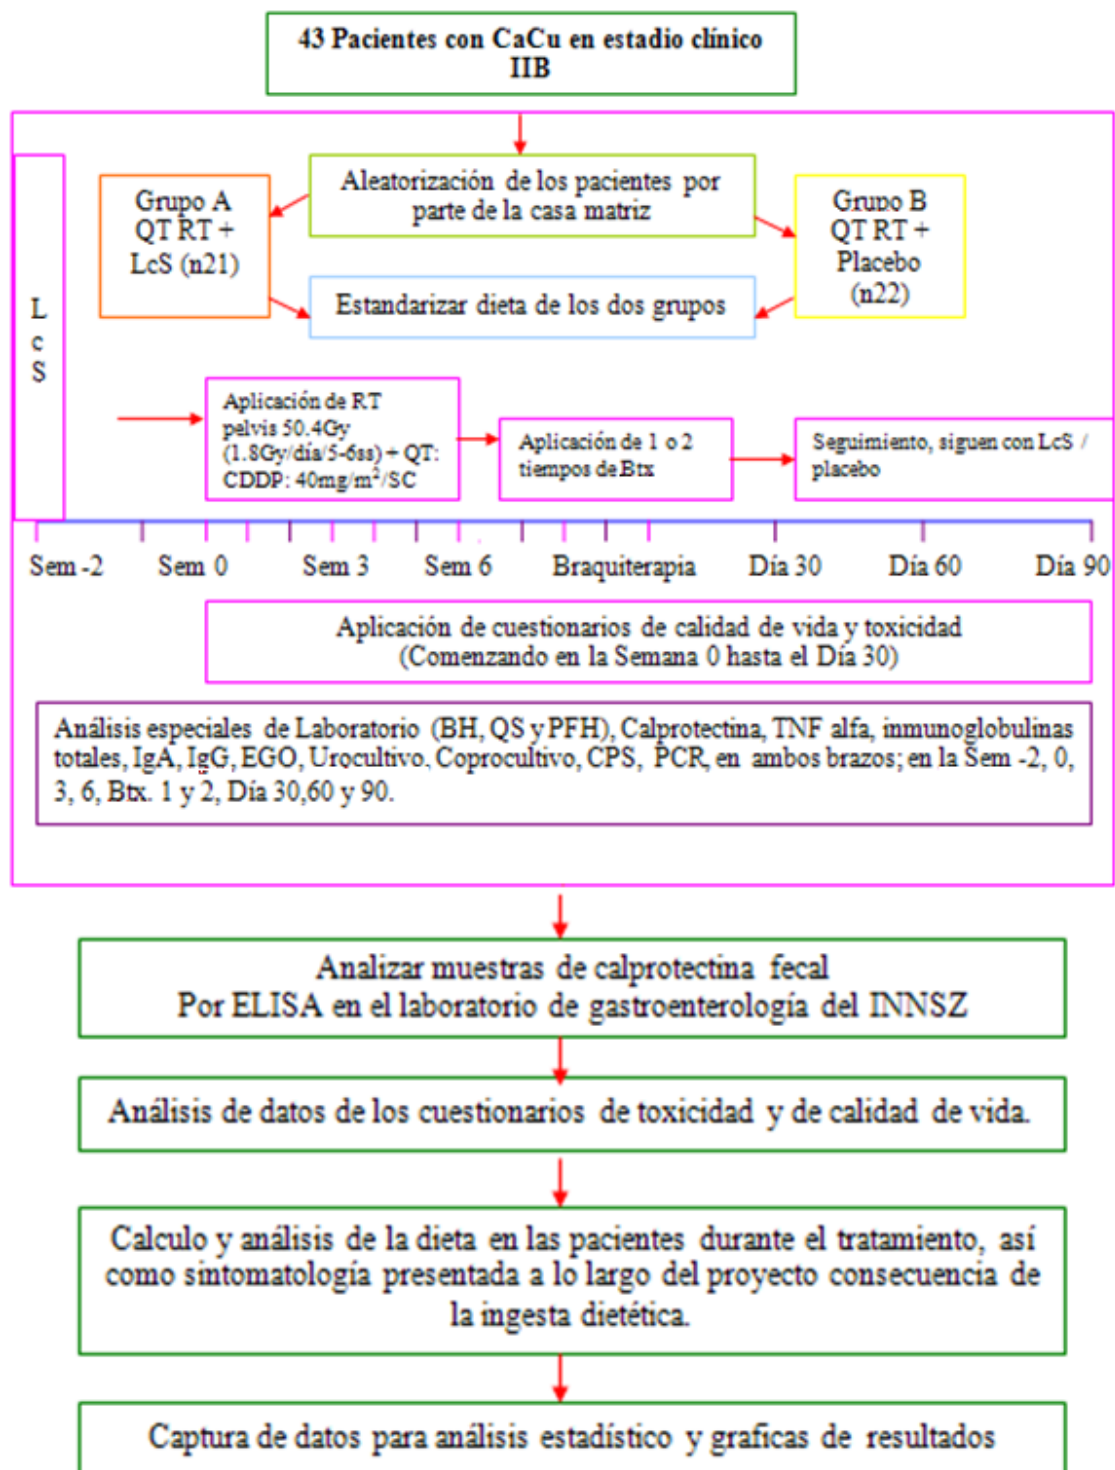 43 Pacientes con CaCu en estadio clínico
IIB
Aleatorización de los pacientes por
parte de la casa matriz
Grupo A
QT RT +
LcS (n21)
Grupo B
QT RT +
Placebo
(n22)
Estandarizar dieta de los dos grupos
L
c
S
Aplicación de RT
pelvis 50.4Gy
(1.8Gy/día/5-6ss) + QT:
CDDP: 40mg/m²/SC
Aplicación de 1 o 2
tiempos de Btx
Seguimiento, siguen con LcS /
placebo
Sem -2 Sem 0 Sem 3 Sem 6 Braquiterapia Día 30 Día 60 Día 90
Aplicación de cuestionarios de calidad de vida y toxicidad
(Comenzando en la Semana 0 hasta el Día 30)
Análisis especiales de Laboratorio (BH, QS y PFH), Calprotectina, TNF alfa, inmunoglobulinas
totales, IgA, IgG, EGO, Urocultivo. Coprocultivo, CPS, PCR, en ambos brazos; en la Sem -2, 0,
3, 6, Btx. 1 y 2, Día 30,60 y 90.
Analizar muestras de calprotectina fecal
Por ELISA en el laboratorio de gastroenterología del INNSZ
Análisis de datos de los cuestionarios de toxicidad y de calidad de vida.
Calculo y análisis de la dieta en las pacientes durante el tratamiento, así
como sintomatología presentada a lo largo del proyecto consecuencia de
la ingesta dietética.
Captura de datos para análisis estadístico y graficas de resultados